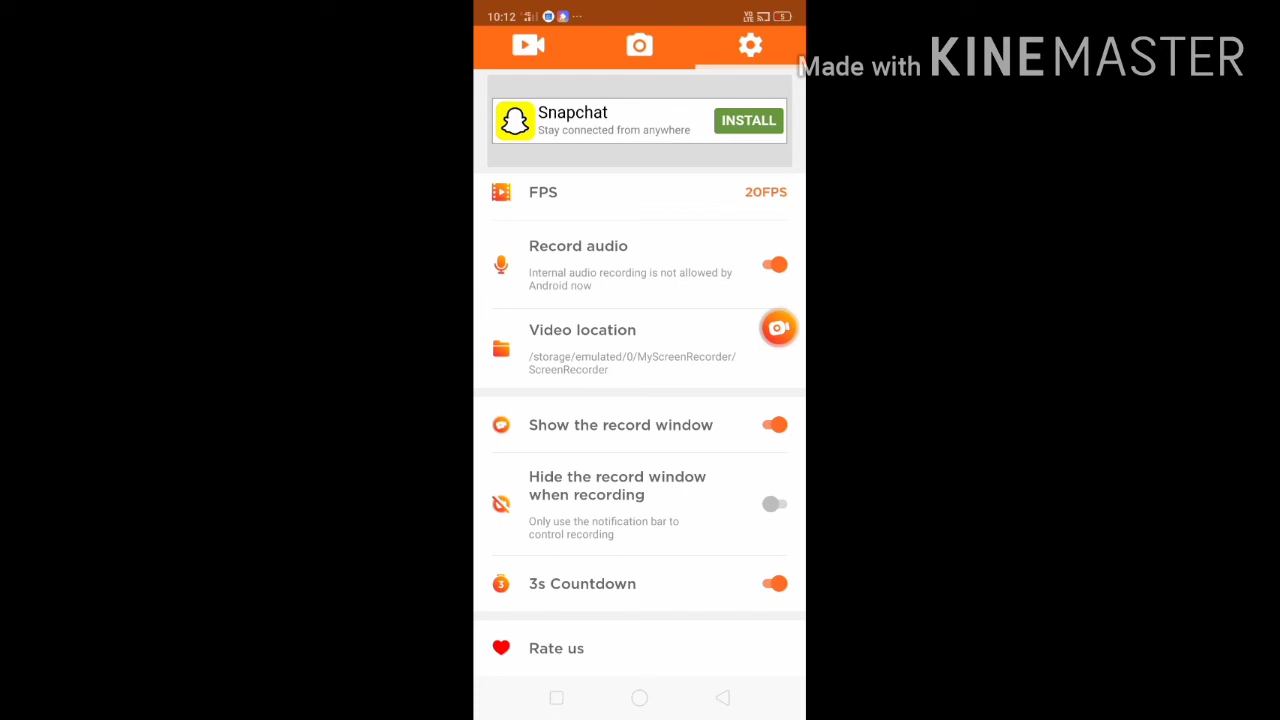 10:12
Made with KINEMASTER
Snapchat
Stay connected from anywhere
INSTALL
FPS
20FPS
Record audio
Internal audio recording is not allowed by
Android now
Video location
/storage/emulated/0/MyScreenRecorder/
ScreenRecorder
Show the record window
Hide the record window
when recording
Only use the notification bar to
control recording
3
3s Countdown
Rate us